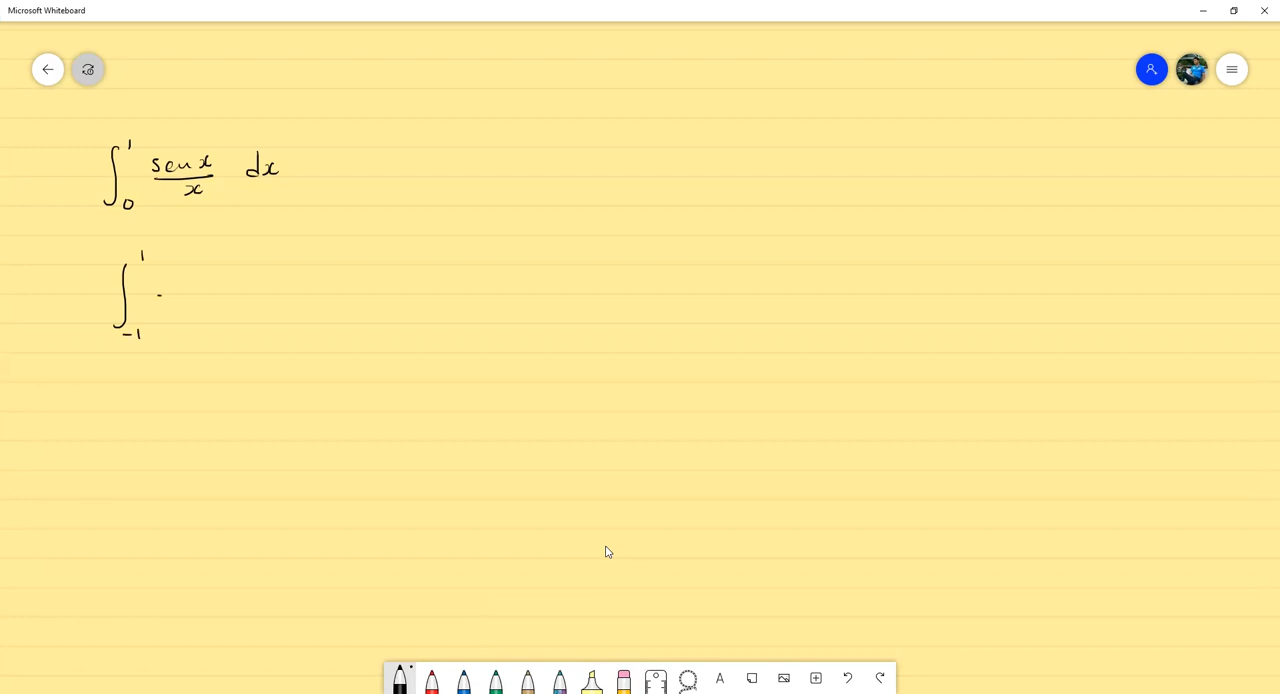 Microsoft Whiteboard
∫₀¹ sen x / x dx
∫₋₁¹ -
A